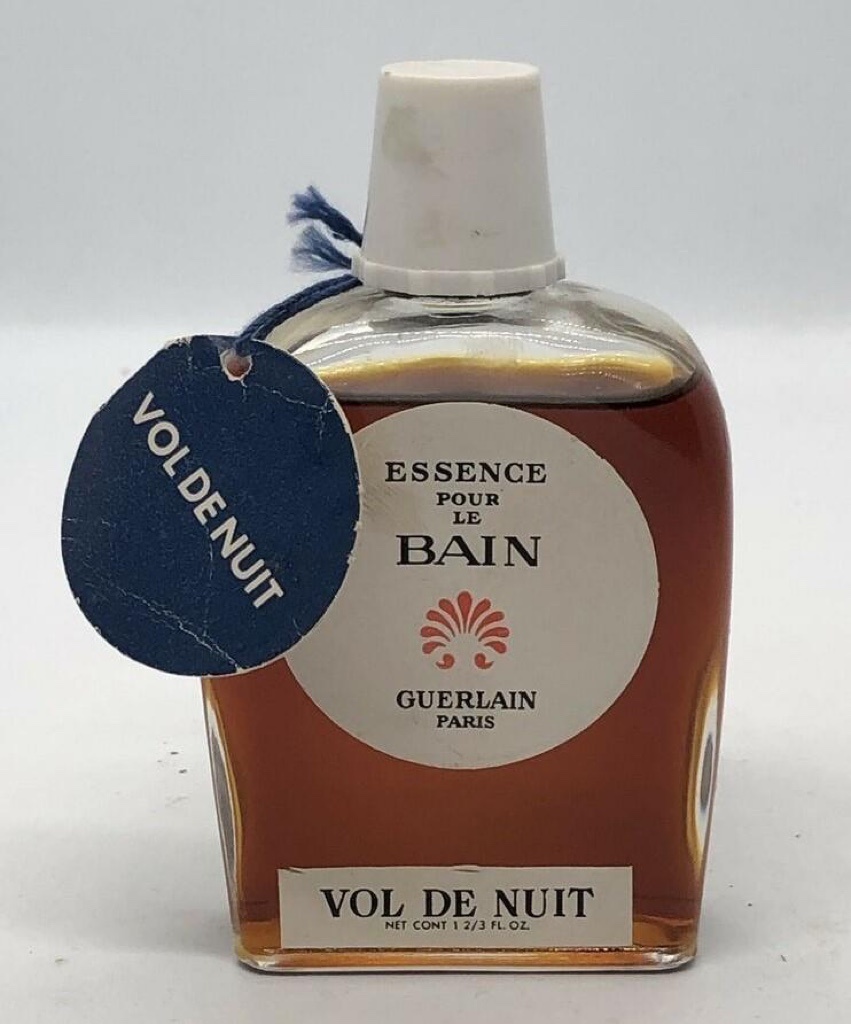 VOL DE NUIT
ESSENCE
POUR
LE
BAIN
GUERLAIN
PARIS
VOL DE NUIT
NET CONT 1 2/3 FL. OZ.